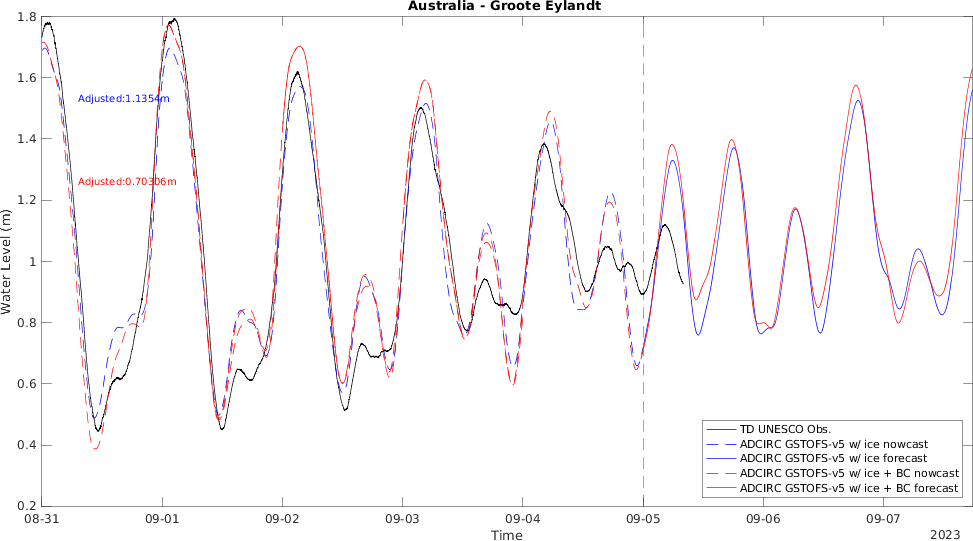 Australia - Groote Eylandt
1.8
1.6
1.4
1.2
1
0.8
0.6
0.4
0.2
Water Level (m)
Adjusted:1.1354m
Adjusted:0.70306m
TD UNESCO Obs.
ADCIRC GSTOFS-v5 w/ ice nowcast
ADCIRC GSTOFS-v5 w/ ice forecast
ADCIRC GSTOFS-v5 w/ ice + BC nowcast
ADCIRC GSTOFS-v5 w/ ice + BC forecast
08-31 09-01 09-02 09-03 09-04 09-05 09-06 09-07
Time
2023